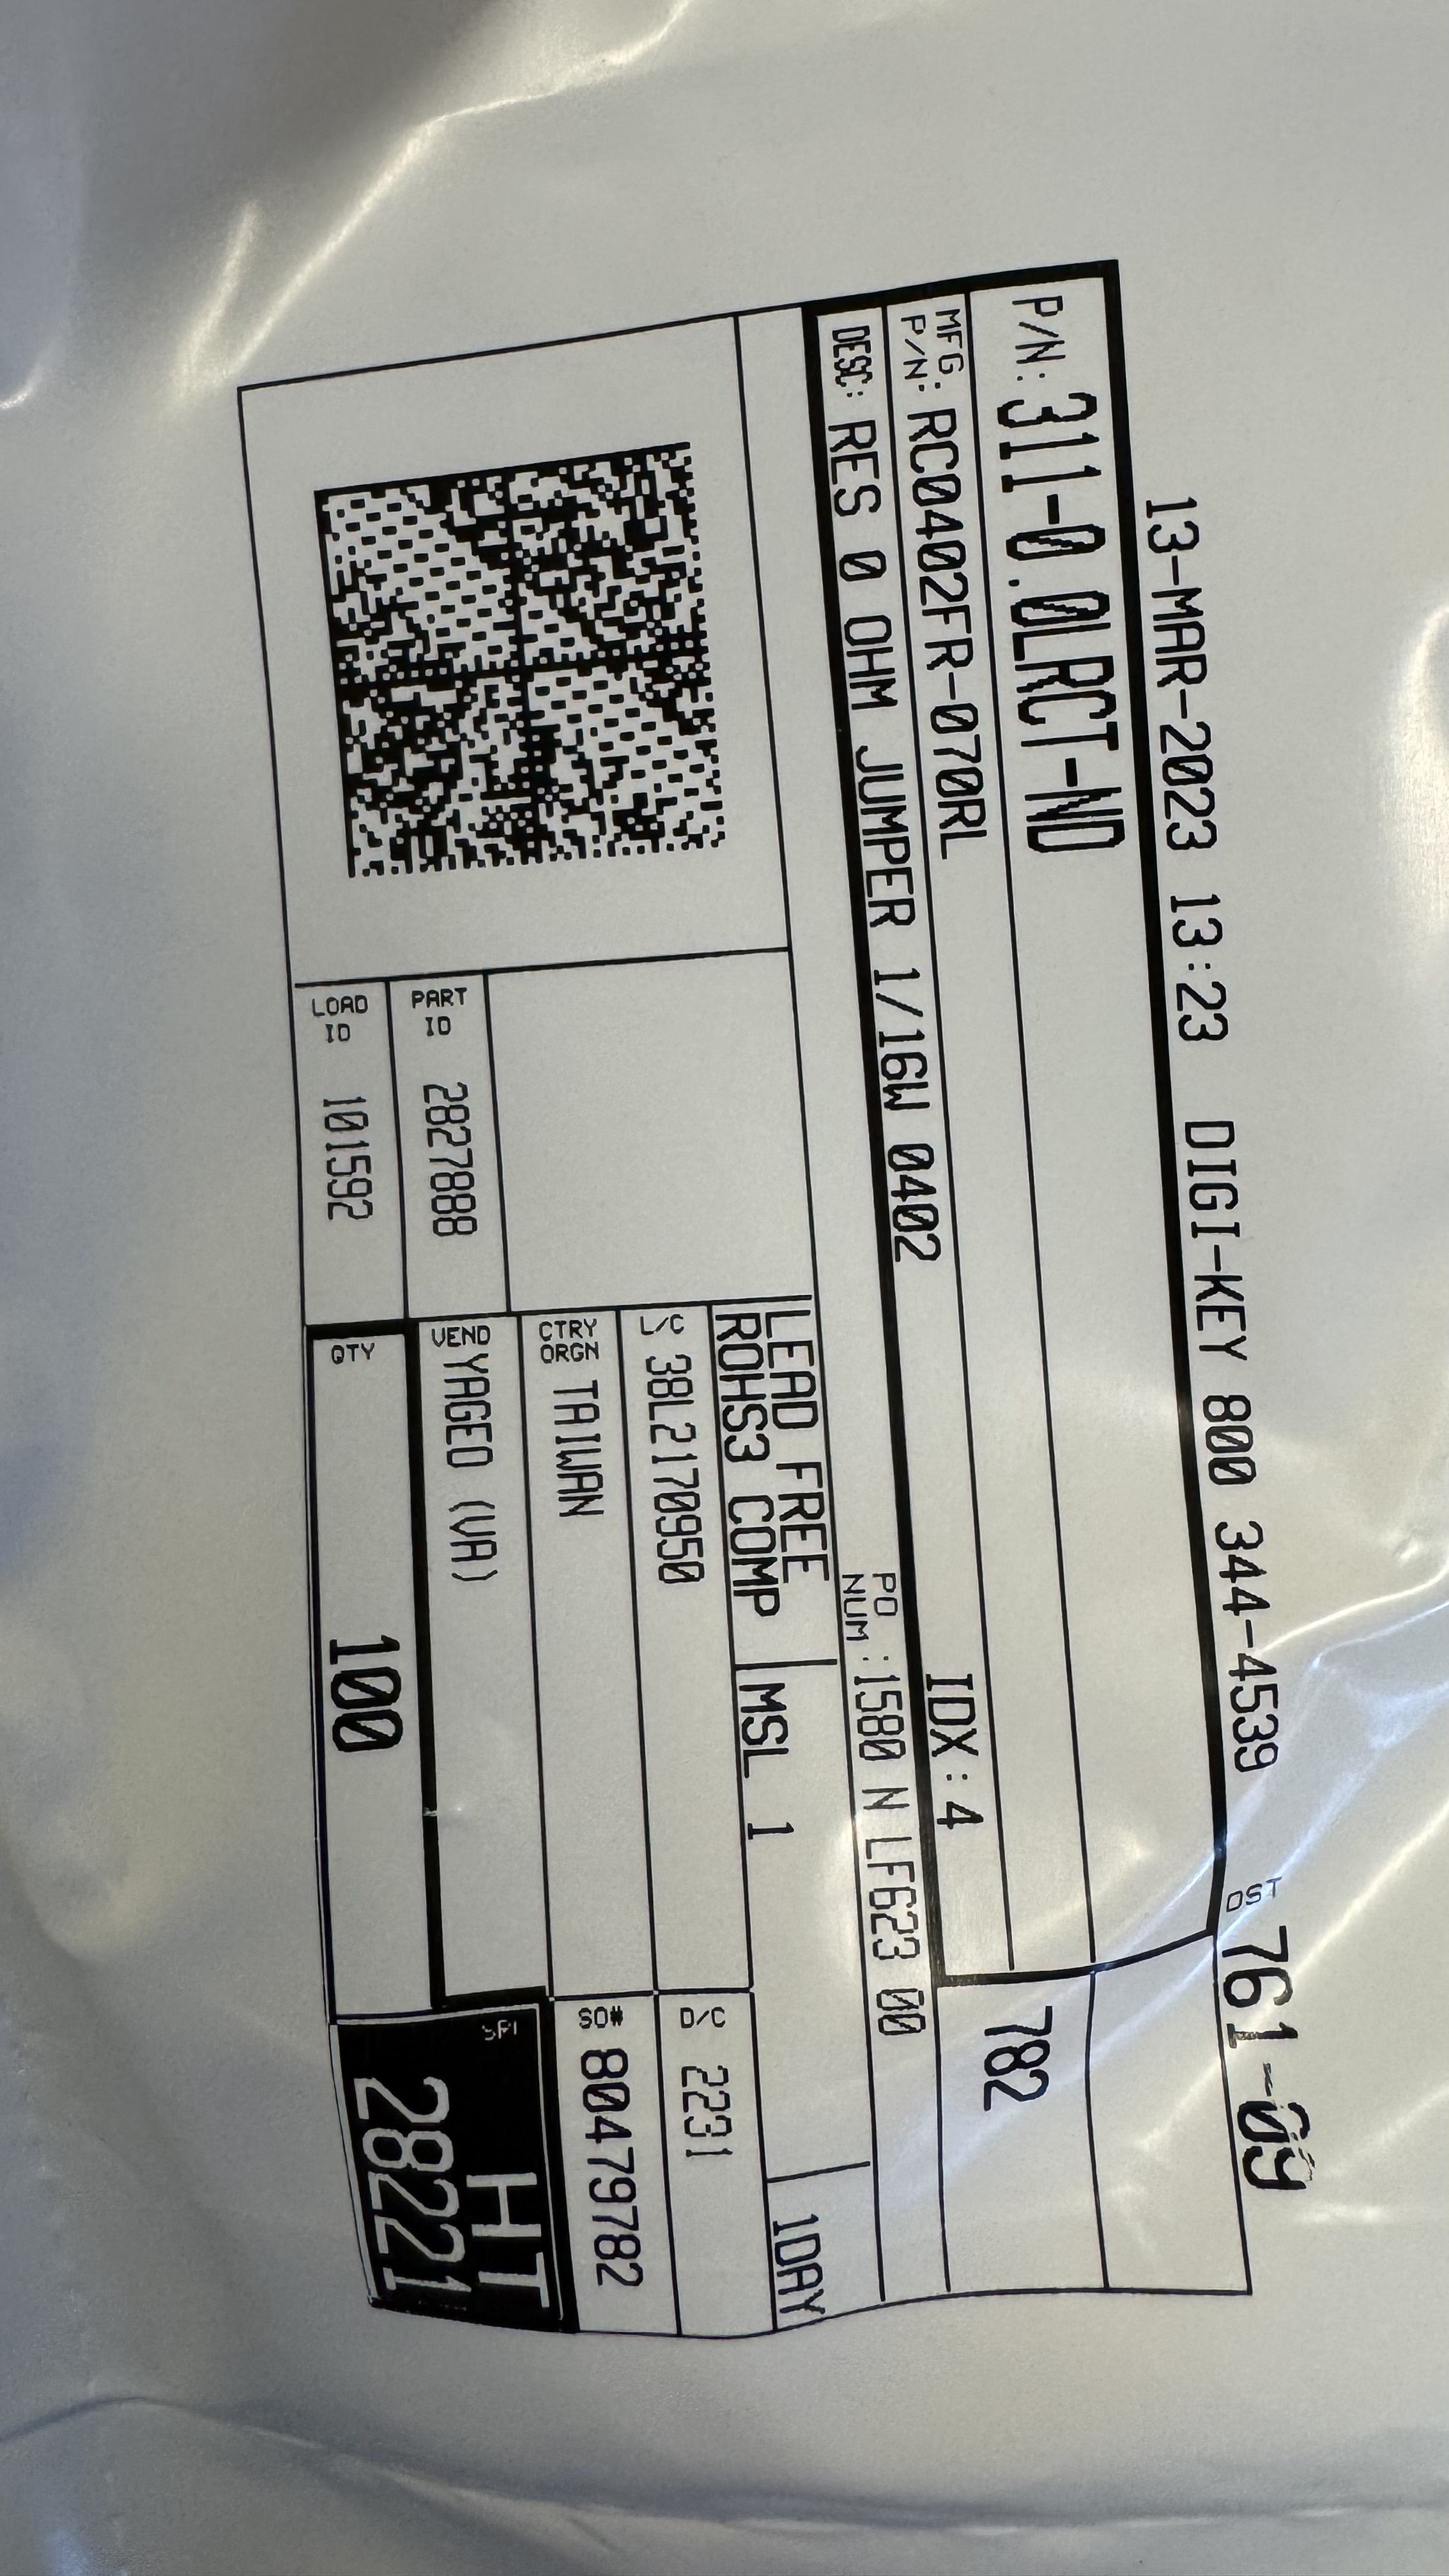 13-MAR-2023 13:23 DIGI-KEY 800 344-4539 DST 761-09
P/N: 311-0.0LRCT-ND
MFG. P/N: RC0402FR-070RL 782
DESC: RES 0 OHM JUMPER 1/16W 0402 IDX:4
PO NUM :1580 N LF623 00
LEAD FREE
ROHS3 COMP MSL 1 1DAY
L/C 38L2170950 D/C 2231
CTRY ORGN TAIWAN SO# 80479782
PART ID 2827888 VEND YAGEO (VA)
LOAD ID 101592 QTY 100
HI
28221